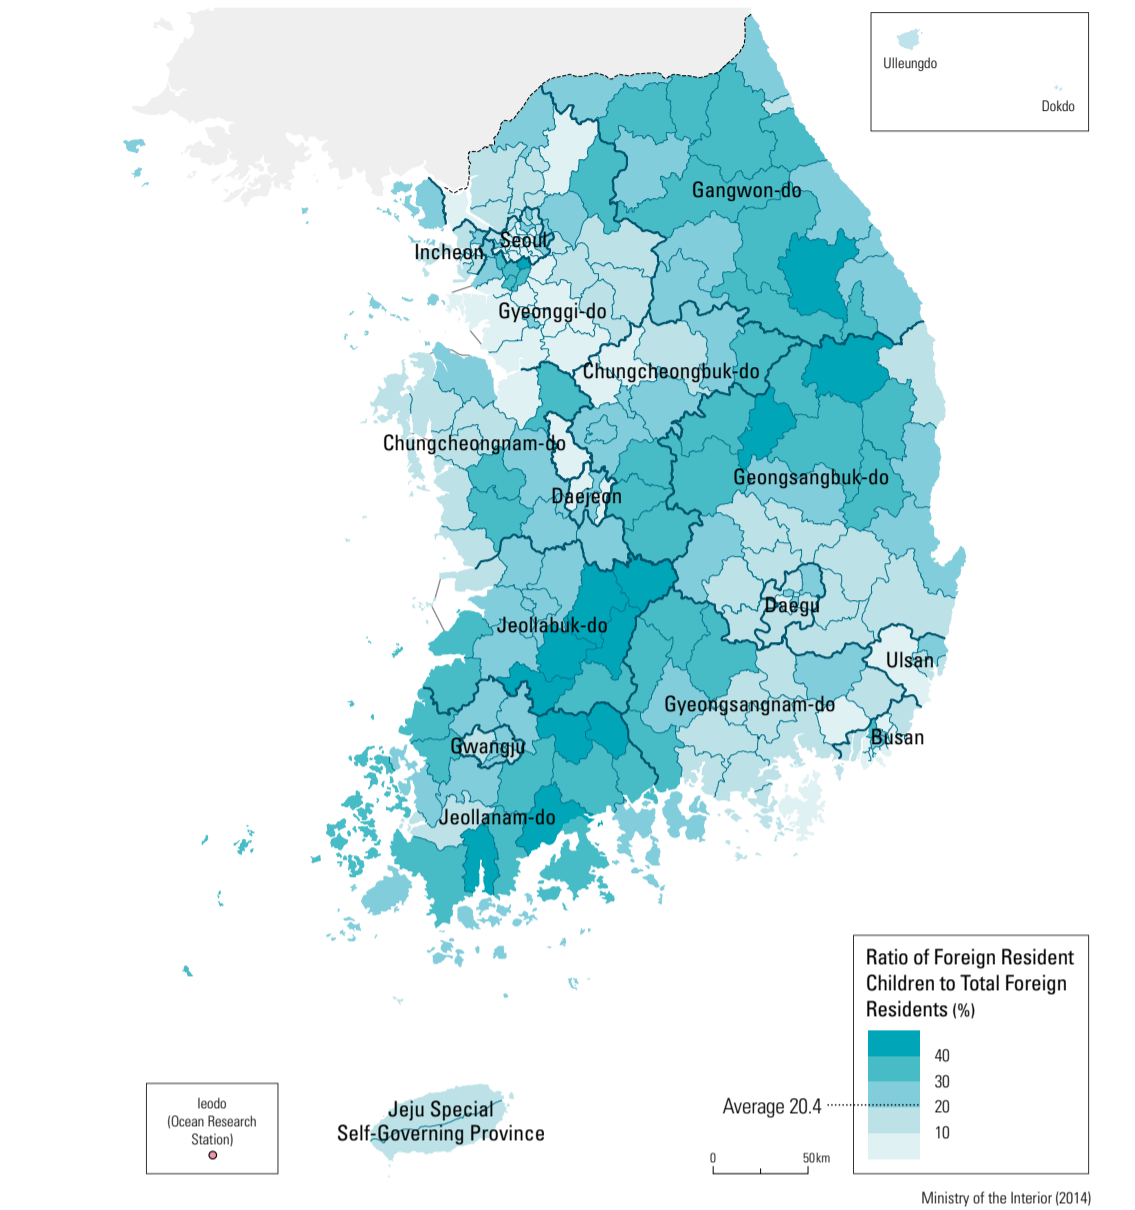 Ulleungdo
Dokdo
Gangwon-do
Seoul
Incheon
Gyeonggi-do
Chungcheongbuk-do
Chungcheongnam-do
Geongsangbuk-do
Daejeon
Daegu
Jeollabuk-do
Ulsan
Gyeongsangnam-do
Busan
Gwangju
Jeollanam-do
Ratio of Foreign Resident
Children to Total Foreign
Residents (%)
40
30
Average 20.4
20
10
Ieodo
(Ocean Research
Station)
Jeju Special
Self-Governing Province
0 50km
Ministry of the Interior (2014)